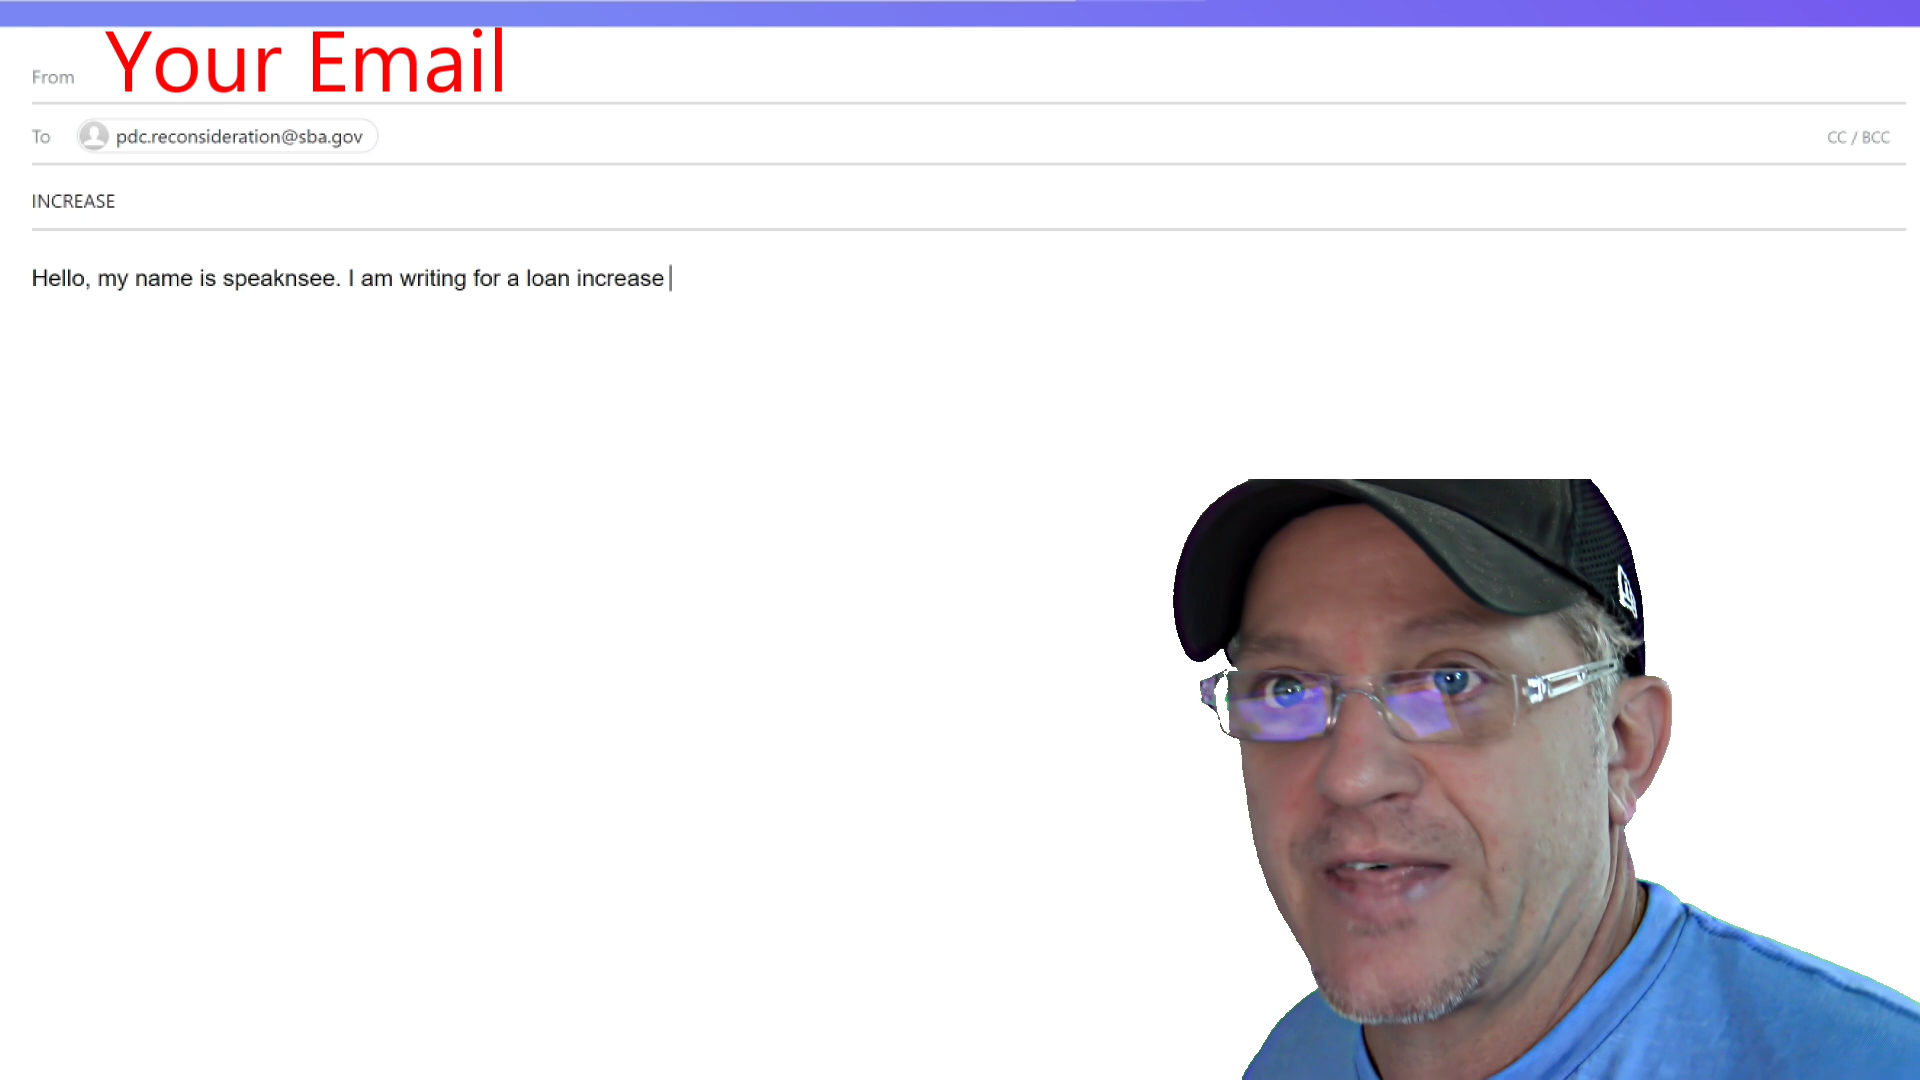 From Your Email
To pdc.reconsideration@sba.gov CC / BCC
INCREASE
Hello, my name is speaknsee. I am writing for a loan increase